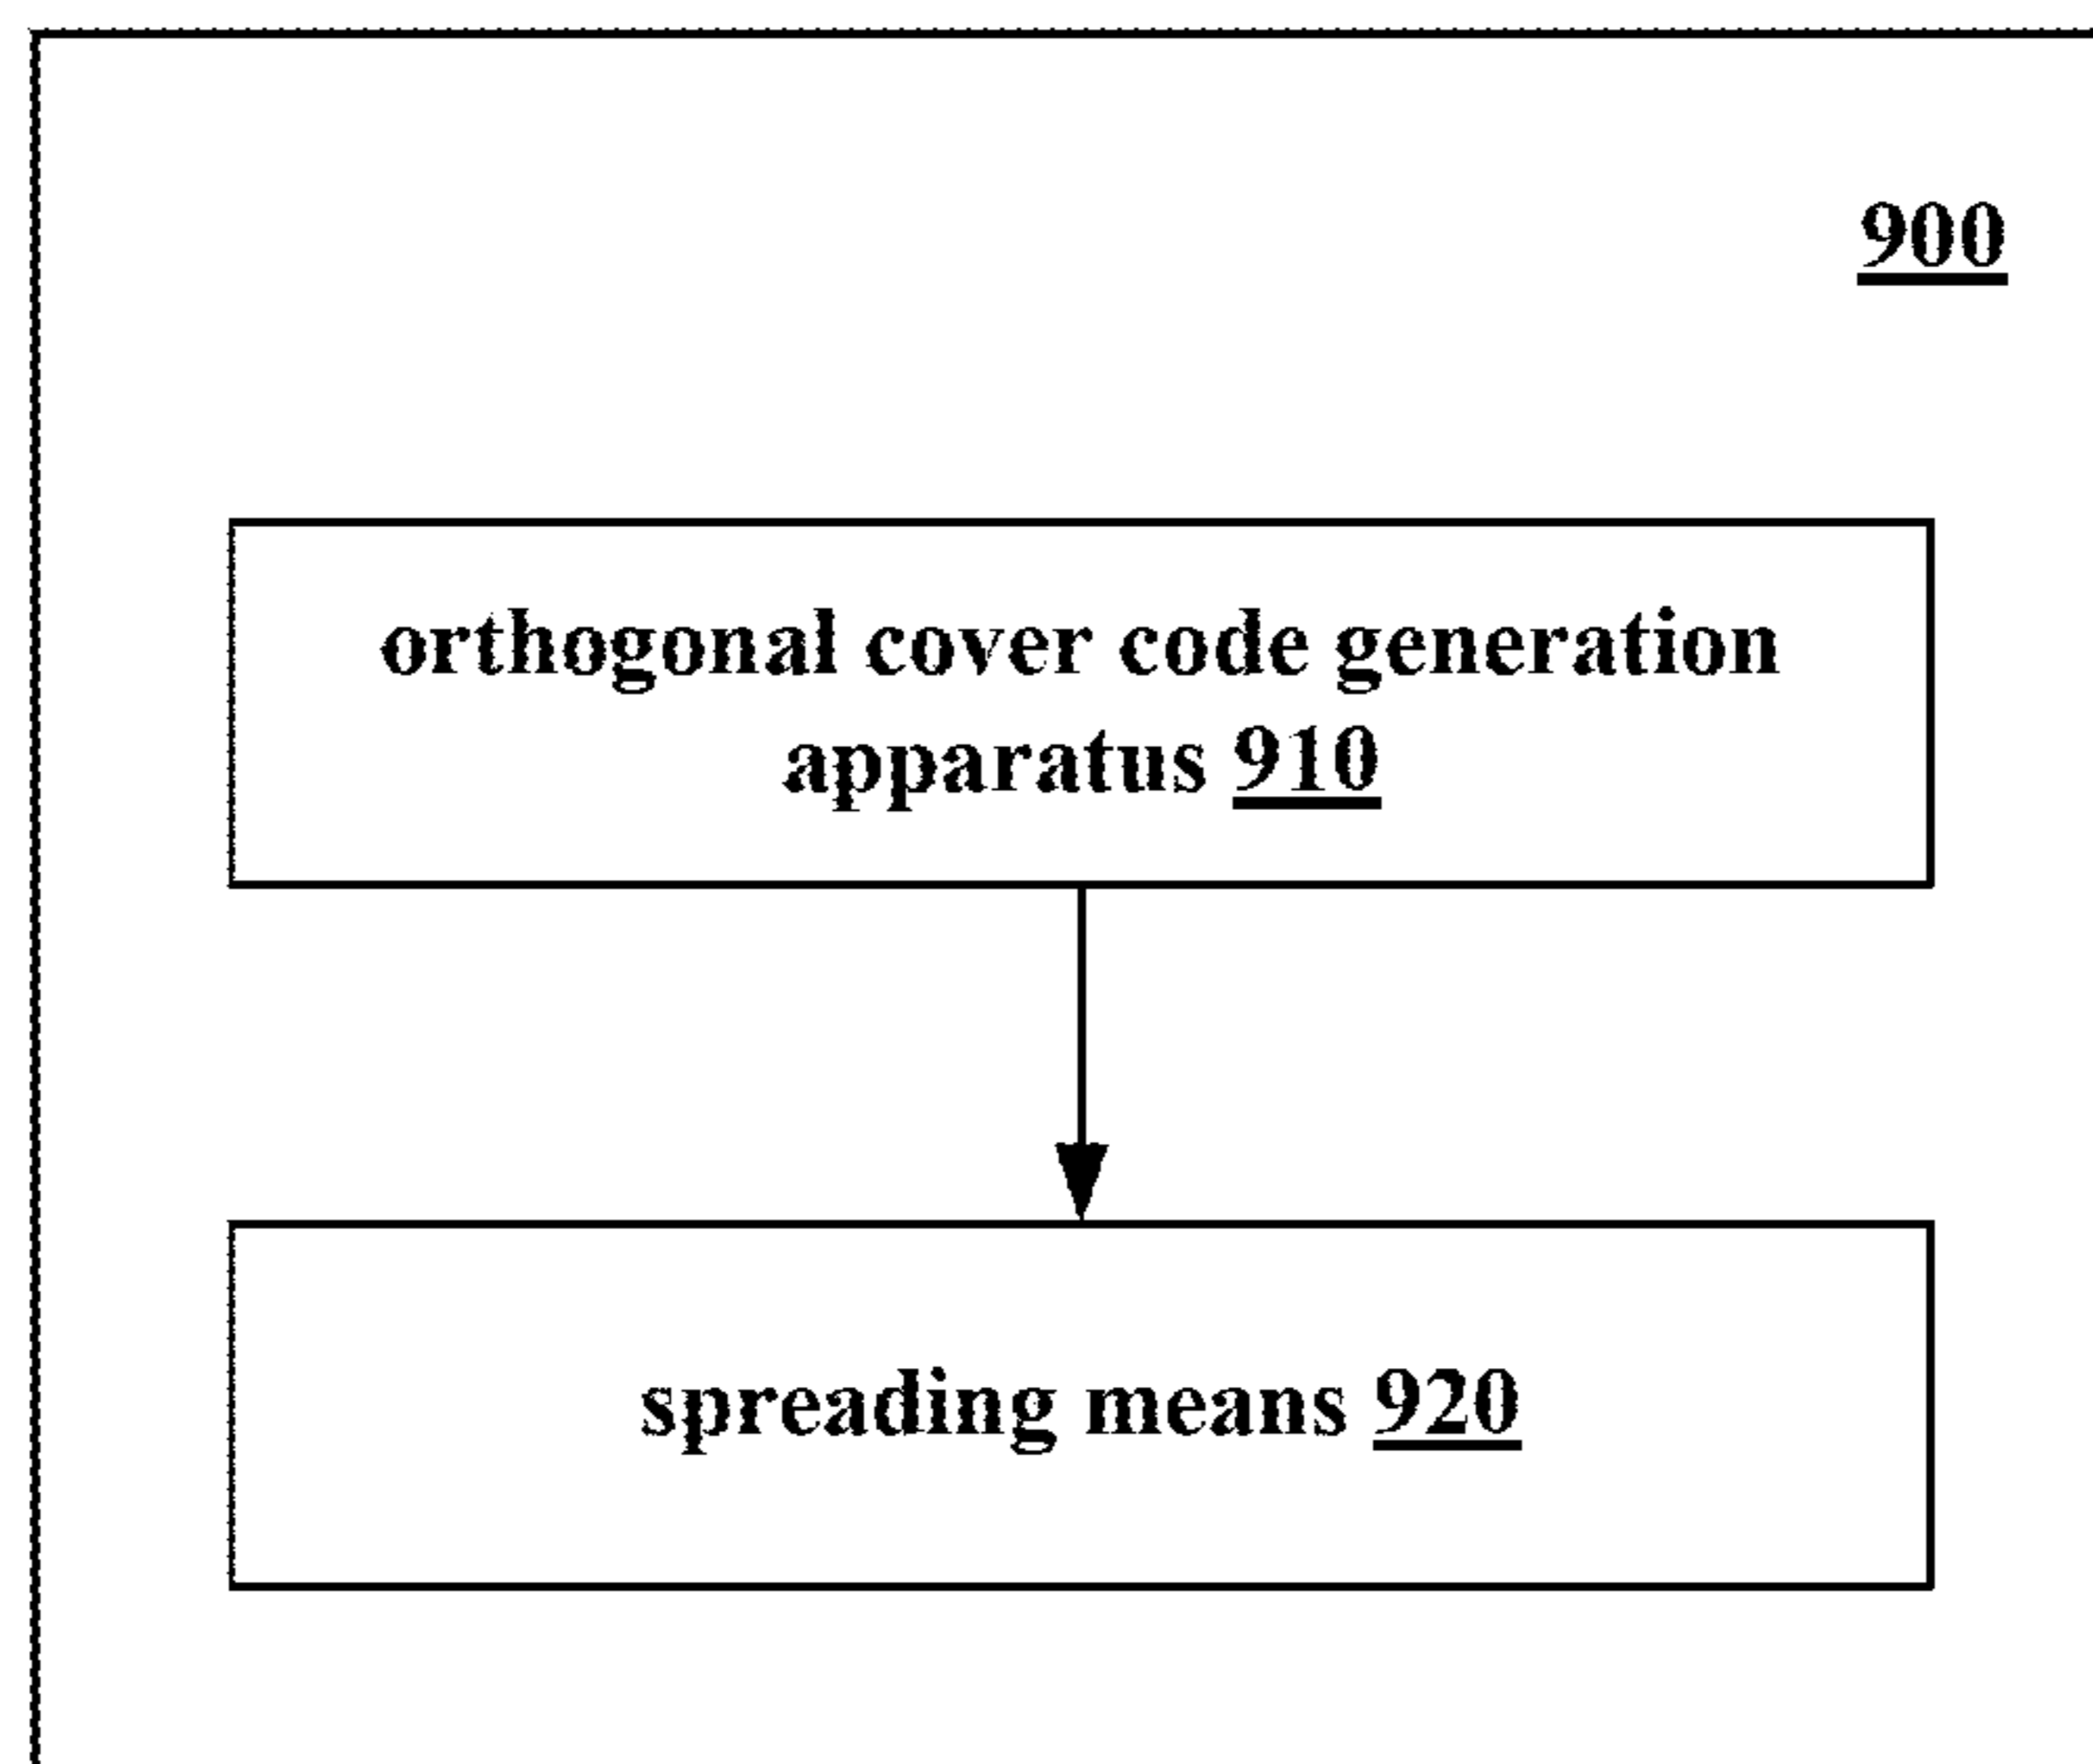 900
orthogonal cover code generation
apparatus 910
spreading means 920